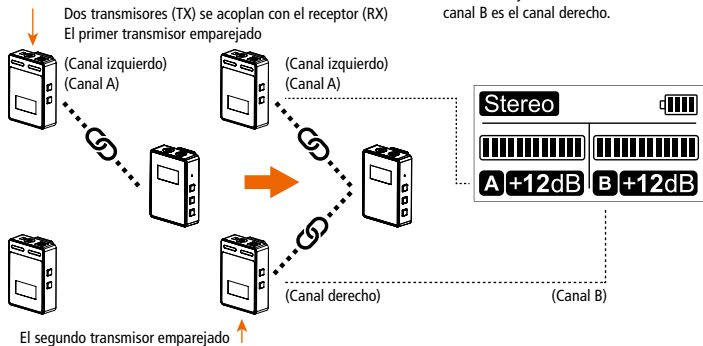 Dos transmisores (TX) se acoplan con el receptor (RX)
El primer transmisor emparejado
canal B es el canal derecho.
(Canal izquierdo)
(Canal A)
(Canal izquierdo)
(Canal A)
Stereo
A +12dB B +12dB
(Canal derecho)
(Canal B)
El segundo transmisor emparejado